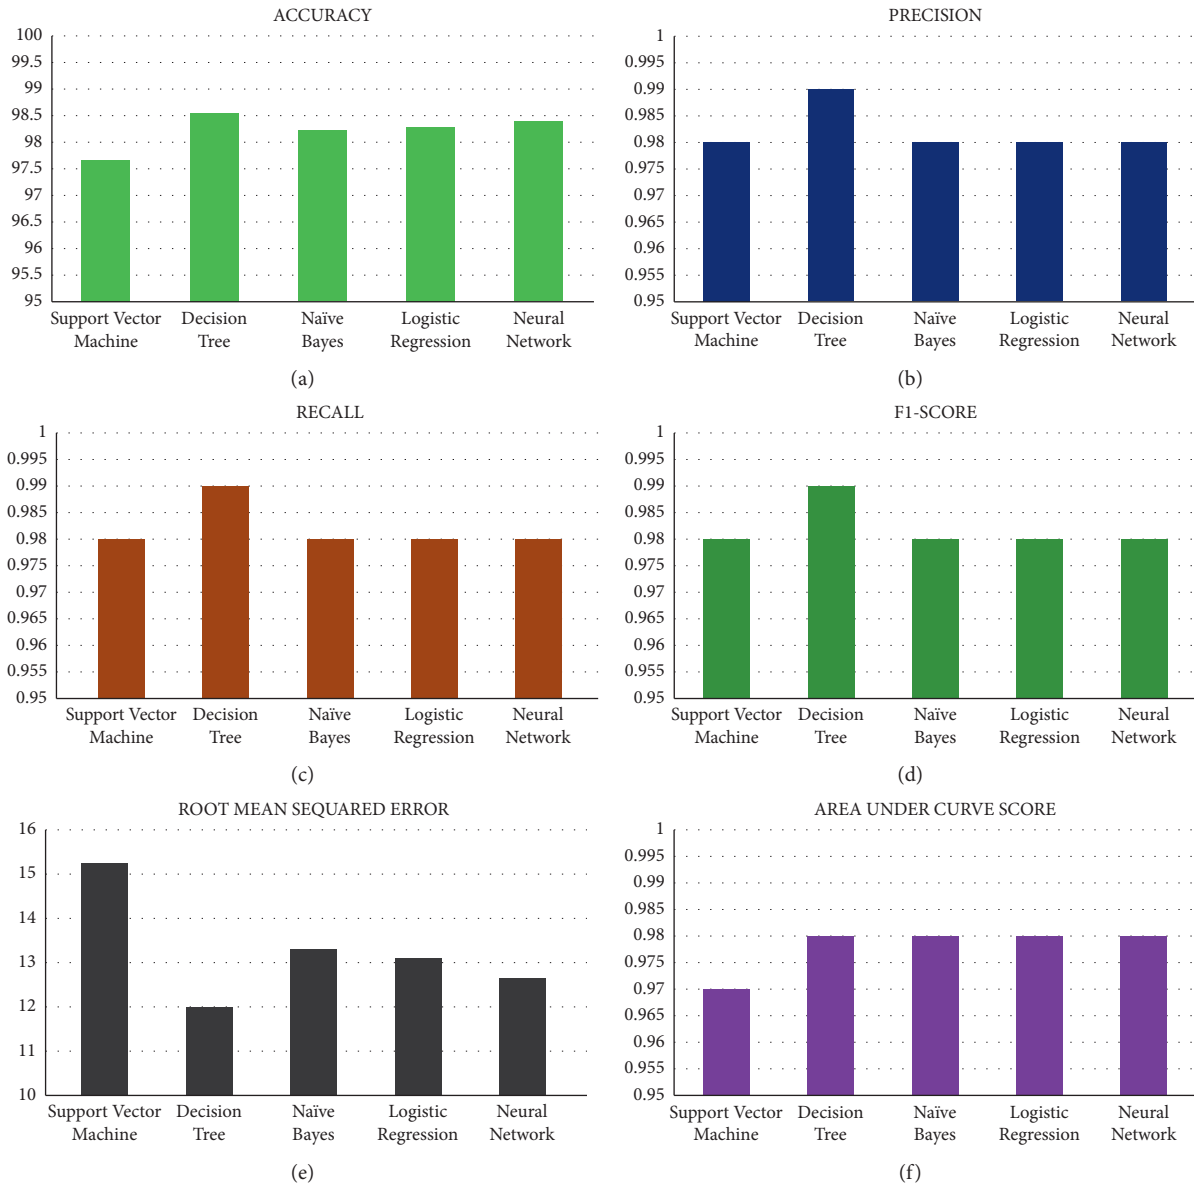 ACCURACY
100
99.5
99
98.5
98
97.5
97
96.5
96
95.5
95
Support Vector Machine
Decision Tree
Naïve Bayes
Logistic Regression
Neural Network
(a)
PRECISION
1
0.995
0.99
0.985
0.98
0.975
0.97
0.965
0.96
0.955
0.95
Support Vector Machine
Decision Tree
Naïve Bayes
Logistic Regression
Neural Network
(b)
RECALL
1
0.995
0.99
0.985
0.98
0.975
0.97
0.965
0.96
0.955
0.95
Support Vector Machine
Decision Tree
Naïve Bayes
Logistic Regression
Neural Network
(c)
F1-SCORE
1
0.995
0.99
0.985
0.98
0.975
0.97
0.965
0.96
0.955
0.95
Support Vector Machine
Decision Tree
Naïve Bayes
Logistic Regression
Neural Network
(d)
ROOT MEAN SEQUARED ERROR
16
15
14
13
12
11
10
Support Vector Machine
Decision Tree
Naïve Bayes
Logistic Regression
Neural Network
(e)
AREA UNDER CURVE SCORE
1
0.995
0.99
0.985
0.98
0.975
0.97
0.965
0.96
0.955
0.95
Support Vector Machine
Decision Tree
Naïve Bayes
Logistic Regression
Neural Network
(f)